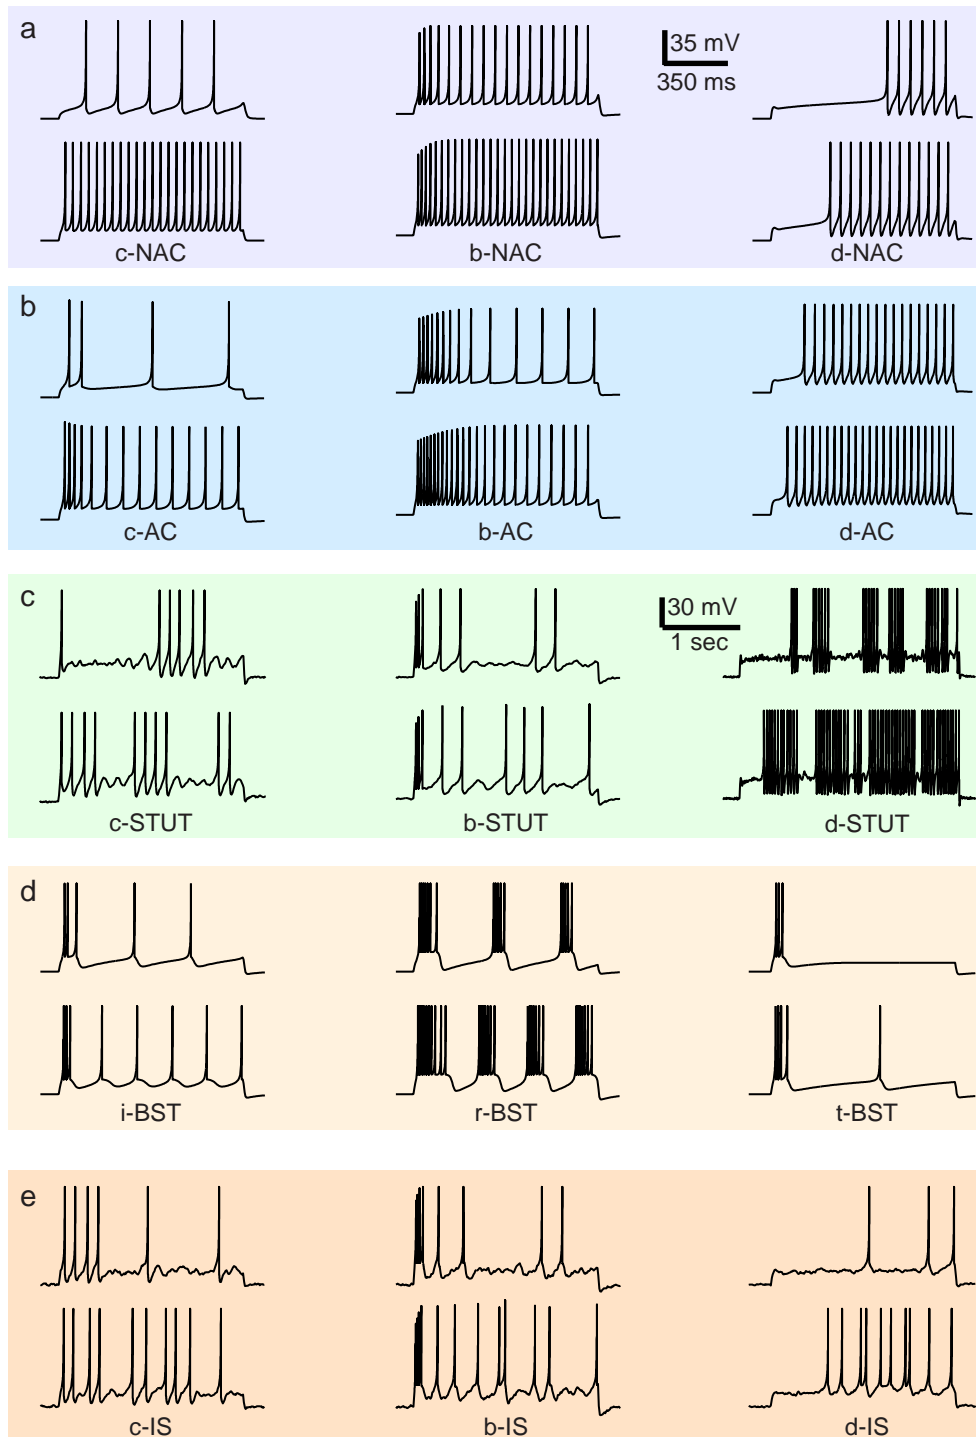 a
35 mV
350 ms
c-NAC
b-NAC
d-NAC
b
c-AC
b-AC
d-AC
c
30 mV
1 sec
c-STUT
b-STUT
d-STUT
d
i-BST
r-BST
t-BST
e
c-IS
b-IS
d-IS